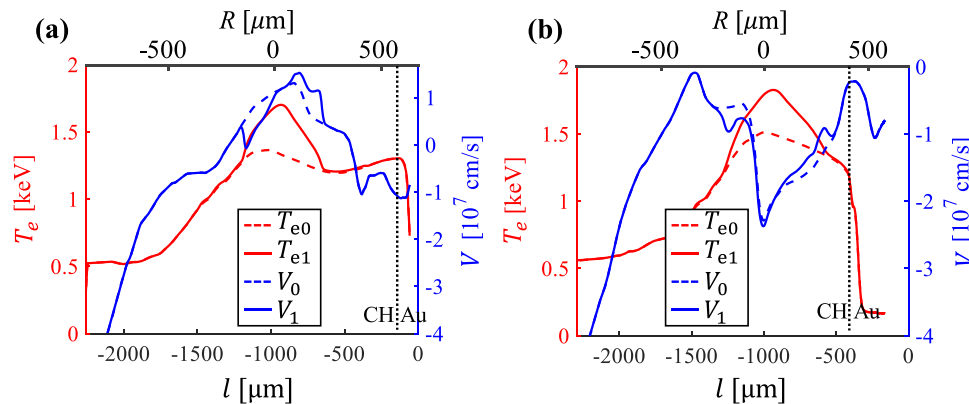 (a)
R [μm]
-500 0 500
2
1.5
1
0.5
0
T_e [keV]
1
0
-1
-2
-3
-4
V [10^7 cm/s]
T_e0
T_e1
V_0
V_1
CH Au
-2000 -1500 -1000 -500 0
l [μm]
(b)
R [μm]
-500 0 500
2
1.5
1
0.5
0
T_e [keV]
0
-1
-2
-3
-4
V [10^7 cm/s]
T_e0
T_e1
V_0
V_1
CH Au
-2000 -1500 -1000 -500 0
l [μm]